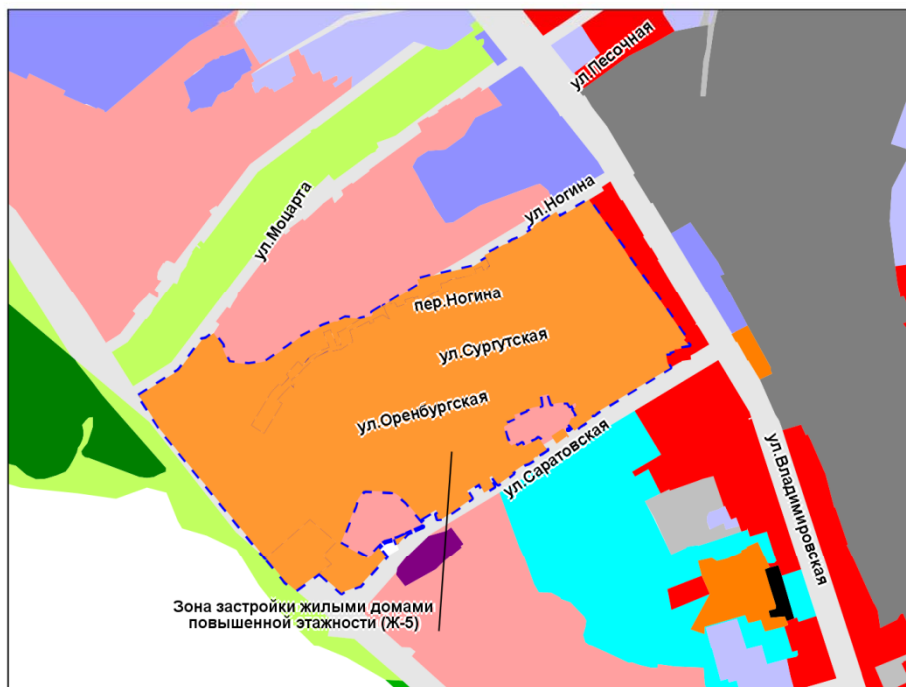 ул.Песочная
ул.Моцарта
ул.Ногина
пер.Ногина
ул.Сургутская
ул.Оренбургская
ул.Саратовская
ул.Владимировская
Зона застройки жилыми домами
повышенной этажности (Ж-5)